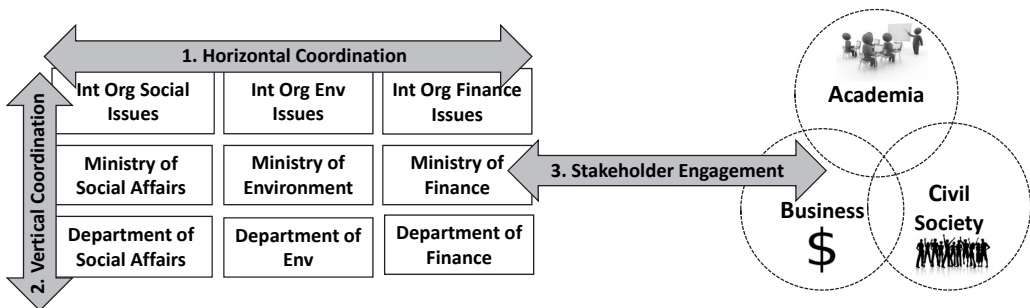 1. Horizontal Coordination
2. Vertical Coordination
Int Org Social
Issues
Int Org Env
Issues
Int Org Finance
Issues
Ministry of
Social Affairs
Ministry of
Environment
Ministry of
Finance
Department of
Social Affairs
Department of
Env
Department of
Finance
3. Stakeholder Engagement
Academia
Business
$
Civil
Society